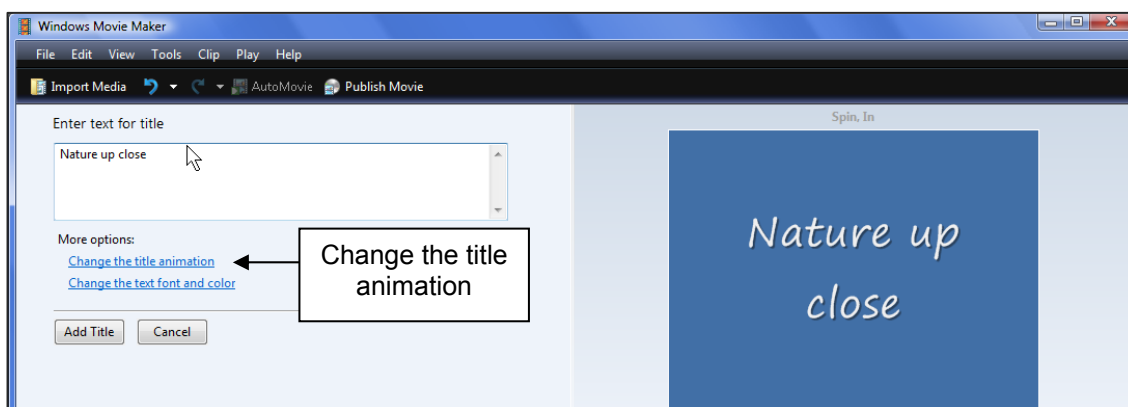 Windows Movie Maker
File Edit View Tools Clip Play Help
Import Media AutoMovie Publish Movie
Enter text for title
Nature up close
More options:
Change the title animation
Change the text font and color
Add Title Cancel
Change the title
animation
Spin, In
Nature up
close